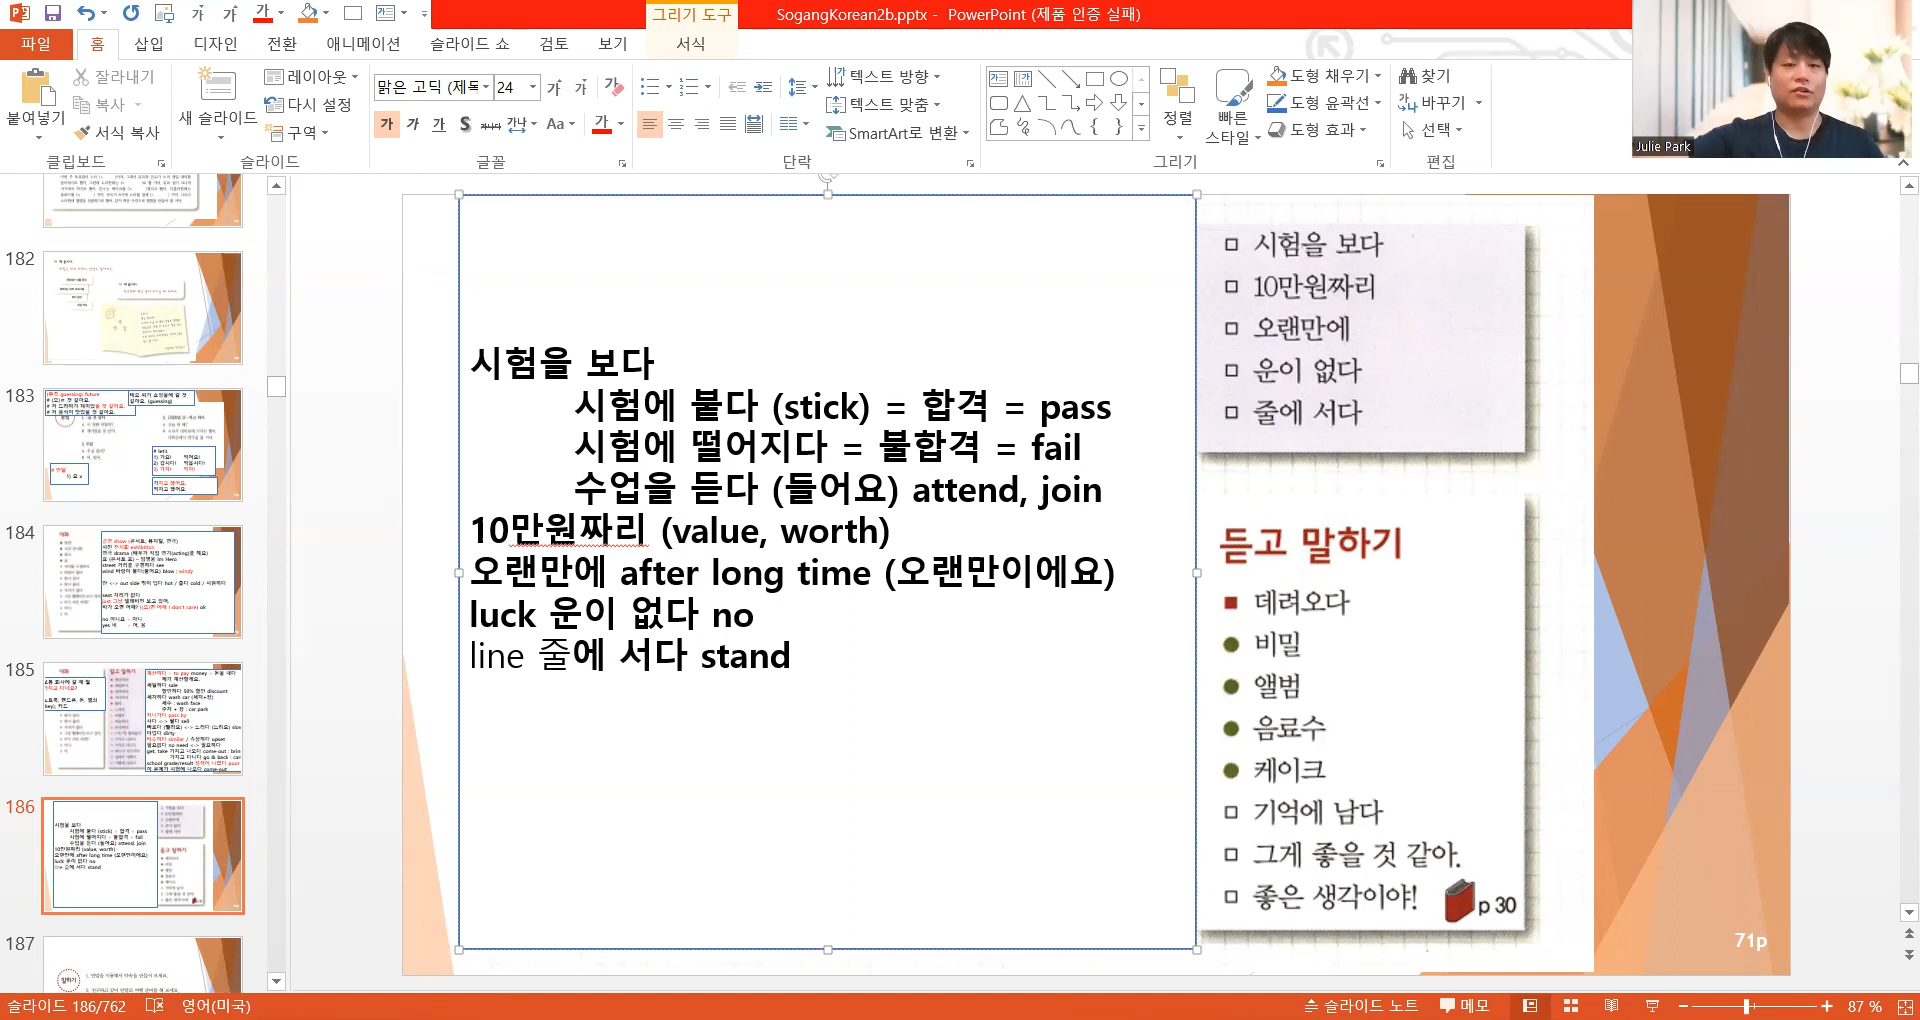 그리기 도구
SogangKorean2b.pptx - PowerPoint (제품 인증 실패)
파일 홈 삽입 디자인 전환 애니메이션 슬라이드 쇼 검토 보기 서식
Julie Park
붙여넣기
잘라내기
복사
서식 복사
클립보드
새 슬라이드
레이아웃
다시 설정
구역
슬라이드
맑은 고딕 (제목 24
글꼴
텍스트 방향
텍스트 맞춤
SmartArt로 변환
단락
정렬
빠른 스타일
도형 채우기
도형 윤곽선
도형 효과
그리기
찾기
바꾸기
선택
편집
182
183
184
185
186
187
시험을 보다
시험에 붙다 (stick) = 합격 = pass
시험에 떨어지다 = 불합격 = fail
수업을 듣다 (들어요) attend, join
10만원짜리 (value, worth)
오랜만에 after long time (오랜만이에요)
luck 운이 없다 no
line 줄에 서다 stand
시험을 보다
10만원짜리
오랜만에
운이 없다
줄에 서다
듣고 말하기
데려오다
비밀
앨범
음료수
케이크
기억에 남다
그게 좋을 것 같아.
좋은 생각이야!
p 30
71p
슬라이드 186/762 영어(미국) 슬라이드 노트 메모 87 %